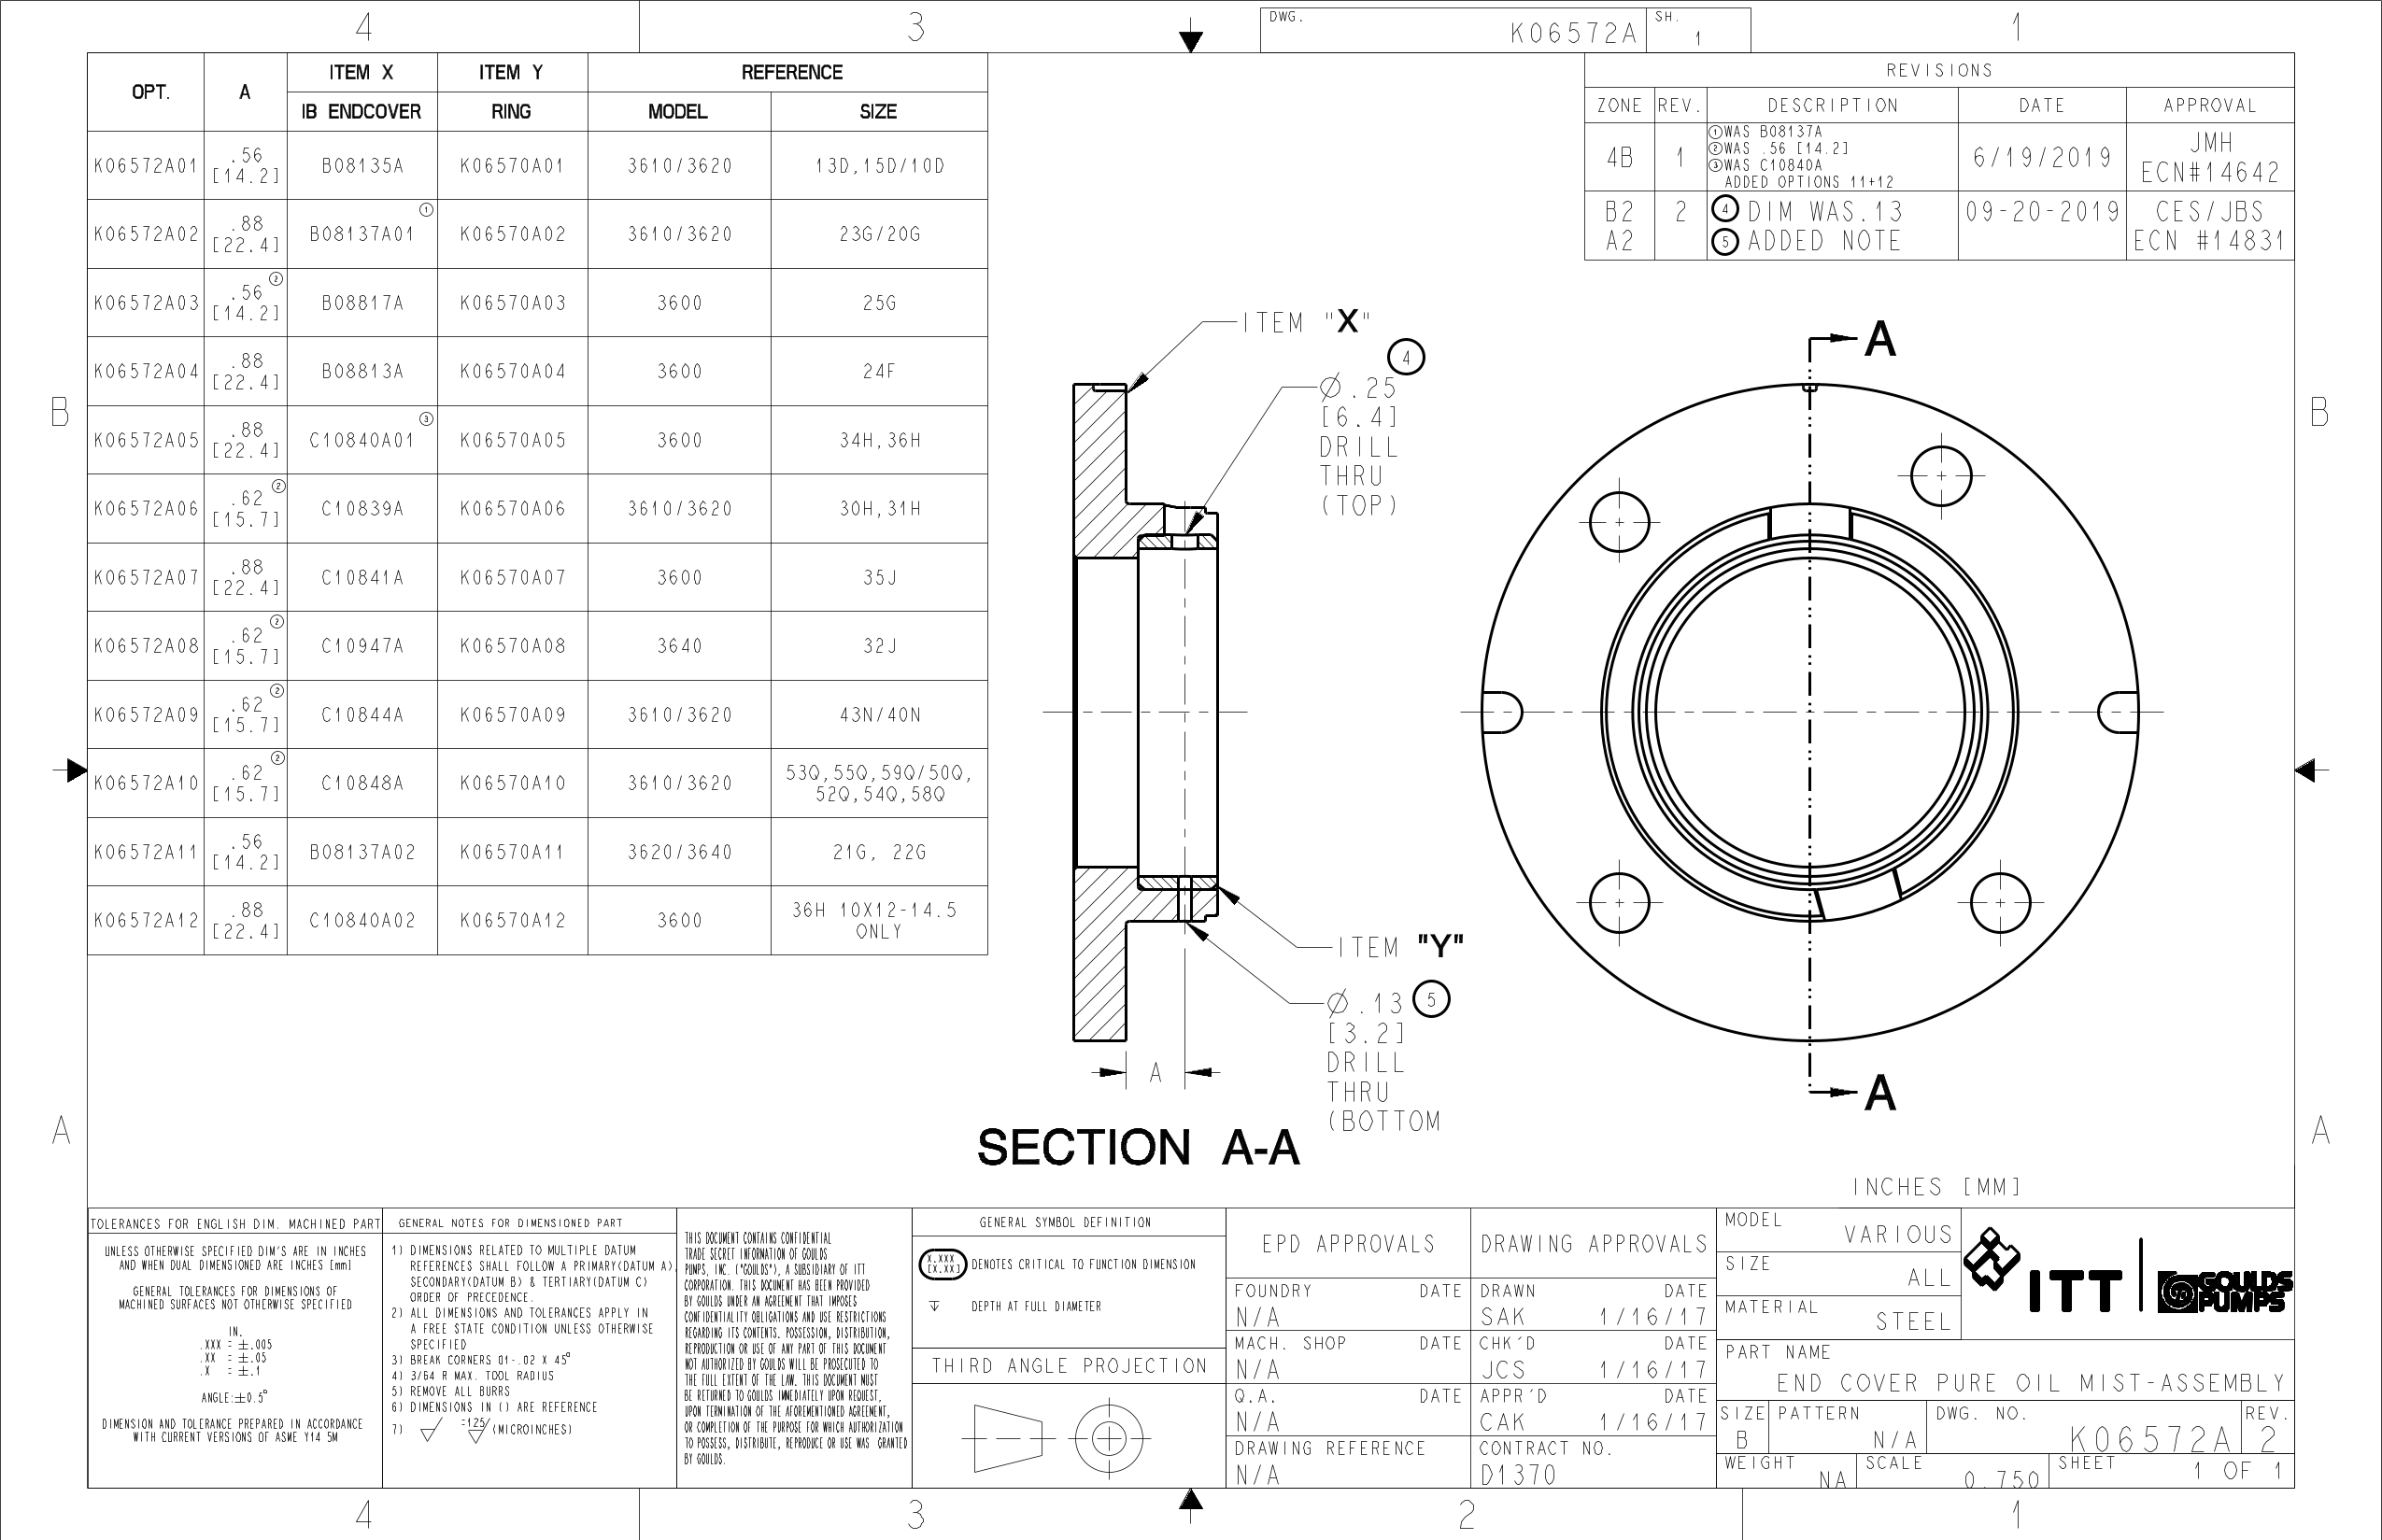 4
3
DWG.
K06572A
SH.
1
1
OPT.
A
ITEM X
ITEM Y
REFERENCE
IB ENDCOVER
RING
MODEL
SIZE
K06572A01 .56 [14.2] B08135A K06570A01 3610/3620 13D,15D/10D
K06572A02 .88 [22.4] B08137A01 1 K06570A02 3610/3620 23G/20G
K06572A03 .56 [14.2] 2 B08817A K06570A03 3600 25G
K06572A04 .88 [22.4] B08813A K06570A04 3600 24F
K06572A05 .88 [22.4] C10840A01 3 K06570A05 3600 34H,36H
K06572A06 .62 [15.7] 2 C10839A K06570A06 3610/3620 30H,31H
K06572A07 .88 [22.4] C10841A K06570A07 3600 35J
K06572A08 .62 [15.7] 2 C10947A K06570A08 3640 32J
K06572A09 .62 [15.7] 2 C10844A K06570A09 3610/3620 43N/40N
K06572A10 .62 [15.7] 2 C10848A K06570A10 3610/3620 53Q,55Q,59Q/50Q,
52Q,54Q,58Q
K06572A11 .56 [14.2] B08137A02 K06570A11 3620/3640 21G, 22G
K06572A12 .88 [22.4] C10840A02 K06570A12 3600 36H 10X12-14.5
ONLY
REVISIONS
ZONE REV. DESCRIPTION DATE APPROVAL
4B 1
①WAS B08137A
②WAS .56 [14.2]
③WAS C10840A
ADDED OPTIONS 11+12
6/19/2019
JMH
ECN#14642
B2 2 ④ DIM WAS.13 09-20-2019 CES/JBS
A2 ⑤ ADDED NOTE ECN #14831
B
B
A
A
ITEM "X"
4
Ø.25
[6.4]
DRILL
THRU
(TOP)
ITEM "Y"
Ø.13 5
[3.2]
DRILL
THRU
(BOTTOM
A
A
A
SECTION A-A
INCHES [MM]
TOLERANCES FOR ENGLISH DIM. MACHINED PART
UNLESS OTHERWISE SPECIFIED DIM'S ARE IN INCHES
AND WHEN DUAL DIMENSIONED ARE INCHES [mm]
GENERAL TOLERANCES FOR DIMENSIONS OF
MACHINED SURFACES NOT OTHERWISE SPECIFIED
IN.
.XXX = ±.005
.XX = ±.05
.X = ±.1
ANGLE:±0.5°
DIMENSION AND TOLERANCE PREPARED IN ACCORDANCE
WITH CURRENT VERSIONS OF ASME Y14 5M
GENERAL NOTES FOR DIMENSIONED PART
1) DIMENSIONS RELATED TO MULTIPLE DATUM
REFERENCES SHALL FOLLOW A PRIMARY(DATUM A),
SECONDARY(DATUM B) & TERTIARY(DATUM C)
ORDER OF PRECEDENCE.
2) ALL DIMENSIONS AND TOLERANCES APPLY IN
A FREE STATE CONDITION UNLESS OTHERWISE
SPECIFIED
3) BREAK CORNERS 01-.02 X 45°
4) 3/64 R MAX. TOOL RADIUS
5) REMOVE ALL BURRS
6) DIMENSIONS IN () ARE REFERENCE
7) =125/ (MICROINCHES)
THIS DOCUMENT CONTAINS CONFIDENTIAL
TRADE SECRET INFORMATION OF GOULDS
PUMPS, INC. ("GOULDS"), A SUBSIDIARY OF ITT
CORPORATION. THIS DOCUMENT HAS BEEN PROVIDED
BY GOULDS UNDER AN AGREEMENT THAT IMPOSES
CONFIDENTIALITY OBLIGATIONS AND USE RESTRICTIONS
REGARDING ITS CONTENTS. POSSESSION, DISTRIBUTION,
REPRODUCTION OR USE OF ANY PART OF THIS DOCUMENT
NOT AUTHORIZED BY GOULDS WILL BE PROSECUTED TO
THE FULL EXTENT OF THE LAW. THIS DOCUMENT MUST
BE RETURNED TO GOULDS IMMEDIATELY UPON REQUEST,
UPON TERMINATION OF THE AFOREMENTIONED AGREEMENT,
OR COMPLETION OF THE PURPOSE FOR WHICH AUTHORIZATION
TO POSSESS, DISTRIBUTE, REPRODUCE OR USE WAS GRANTED
BY GOULDS.
GENERAL SYMBOL DEFINITION
X.XXX
[X.XX]
DENOTES CRITICAL TO FUNCTION DIMENSION
DEPTH AT FULL DIAMETER
THIRD ANGLE PROJECTION
EPD APPROVALS
FOUNDRY DATE
N/A
MACH. SHOP DATE
N/A
Q.A. DATE
N/A
DRAWING REFERENCE
N/A
DRAWING APPROVALS
DRAWN DATE
SAK 1/16/17
CHK'D DATE
JCS 1/16/17
APPR'D DATE
CAK 1/16/17
CONTRACT NO.
D1370
MODEL
VARIOUS
SIZE
ALL
MATERIAL
STEEL
ITT
GOULDS
PUMPS
PART NAME
END COVER PURE OIL MIST-ASSEMBLY
SIZE
B
PATTERN
N/A
DWG. NO.
K06572A
REV.
2
WEIGHT
NA
SCALE
0.750
SHEET
1 OF 1
4
3
2
1